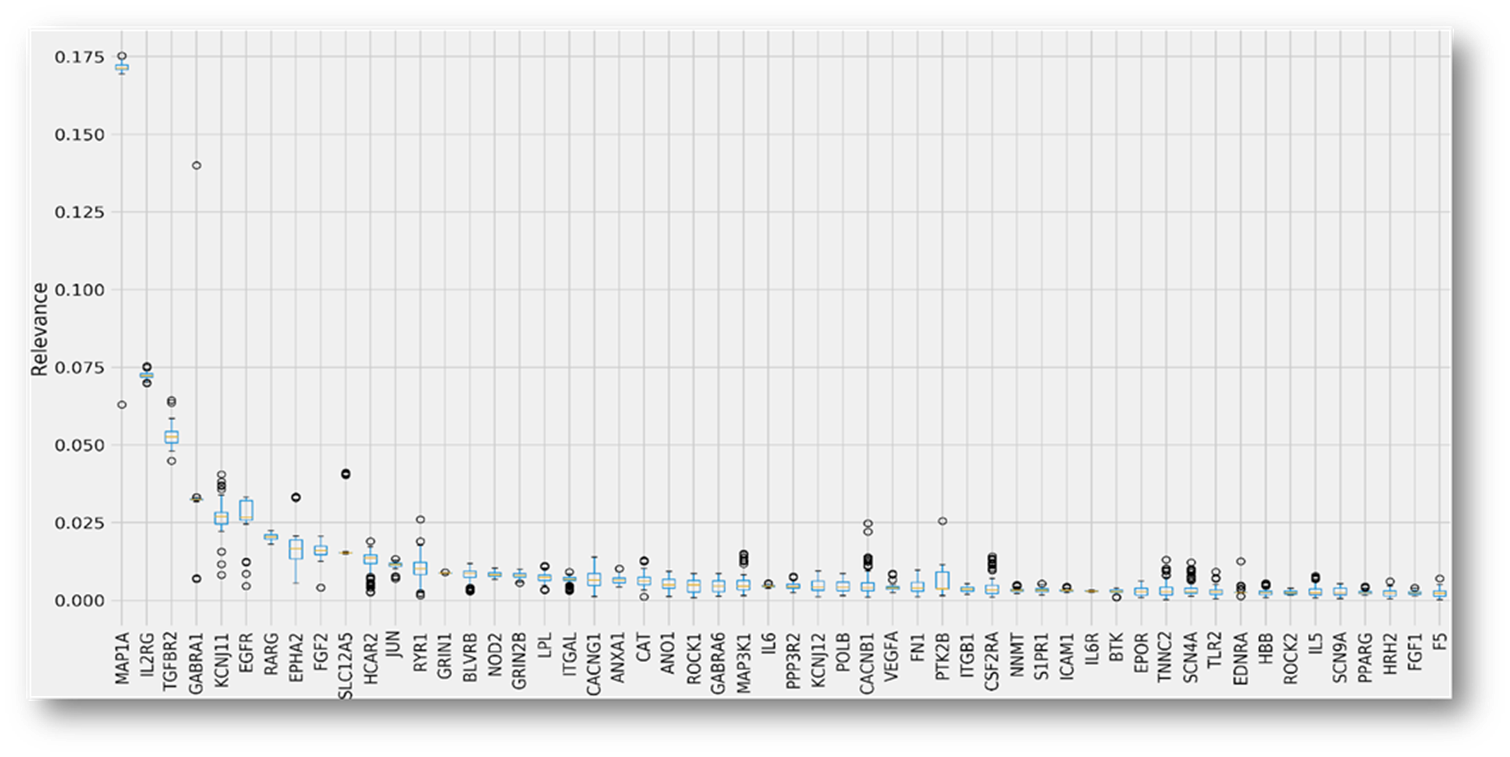 0.175
0.150
0.125
0.100
0.075
0.050
0.025
0.000
Relevance
MAP1A
IL2RG
TGFBR2
GABRA1
KCNJ11
EGFR
RARG
EPHA2
FGF2
SLC12A5
HCAR2
JUN
RYR1
GRIN1
BLVRB
NOD2
GRIN2B
LPL
ITGAL
CACNG1
ANXA1
CAT
ANO1
ROCK1
GABRA6
MAP3K1
IL6
PPP3R2
KCNJ12
POLB
CACNB1
VEGFA
FN1
PTK2B
ITGB1
CSF2RA
NNMT
S1PR1
ICAM1
IL6R
BTK
EPOR
TNNC2
SCN4A
TLR2
EDNRA
HBB
ROCK2
IL5
SCN9A
PPARG
HRH2
FGF1
F5